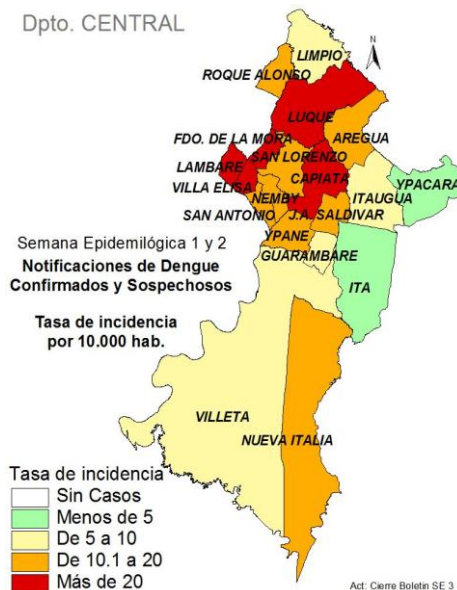 Dpto. CENTRAL
LIMPIO
ROQUE ALONSO
LUQUE
FDO. DE LA MORA
AREGUA
SAN LORENZO
LAMBARE
CAPIATA
YPACARA
VILLA ELISA
ITAUGUA
NEMBY
SAN ANTONIO
J.A. SALDIVAR
YPANE
GUARAMBARE
ITA
Semana Epidemilógica 1 y 2
Notificaciones de Dengue
Confirmados y Sospechosos
Tasa de incidencia
por 10.000 hab.
VILLETA
NUEVA ITALIA
Tasa de incidencia
Sin Casos
Menos de 5
De 5 a 10
De 10.1 a 20
Más de 20
Act: Cierre Boletin SE 3
N